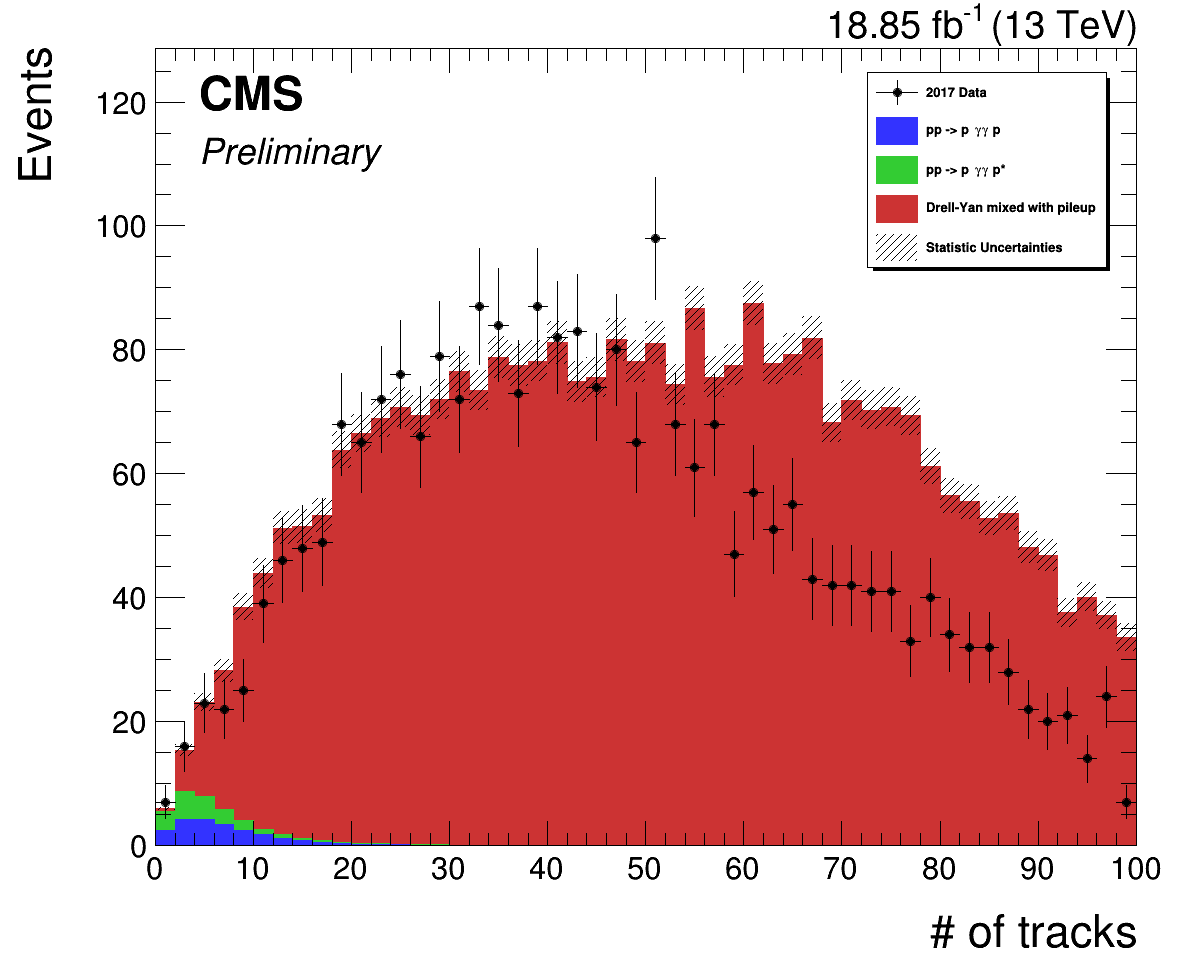 18.85 fb⁻¹ (13 TeV)
Events
CMS
Preliminary
2017 Data
pp -> p γγ p
pp -> p γγ p*
Drell-Yan mixed with pileup
Statistic Uncertainties
120
100
80
60
40
20
0
0 10 20 30 40 50 60 70 80 90 100
# of tracks